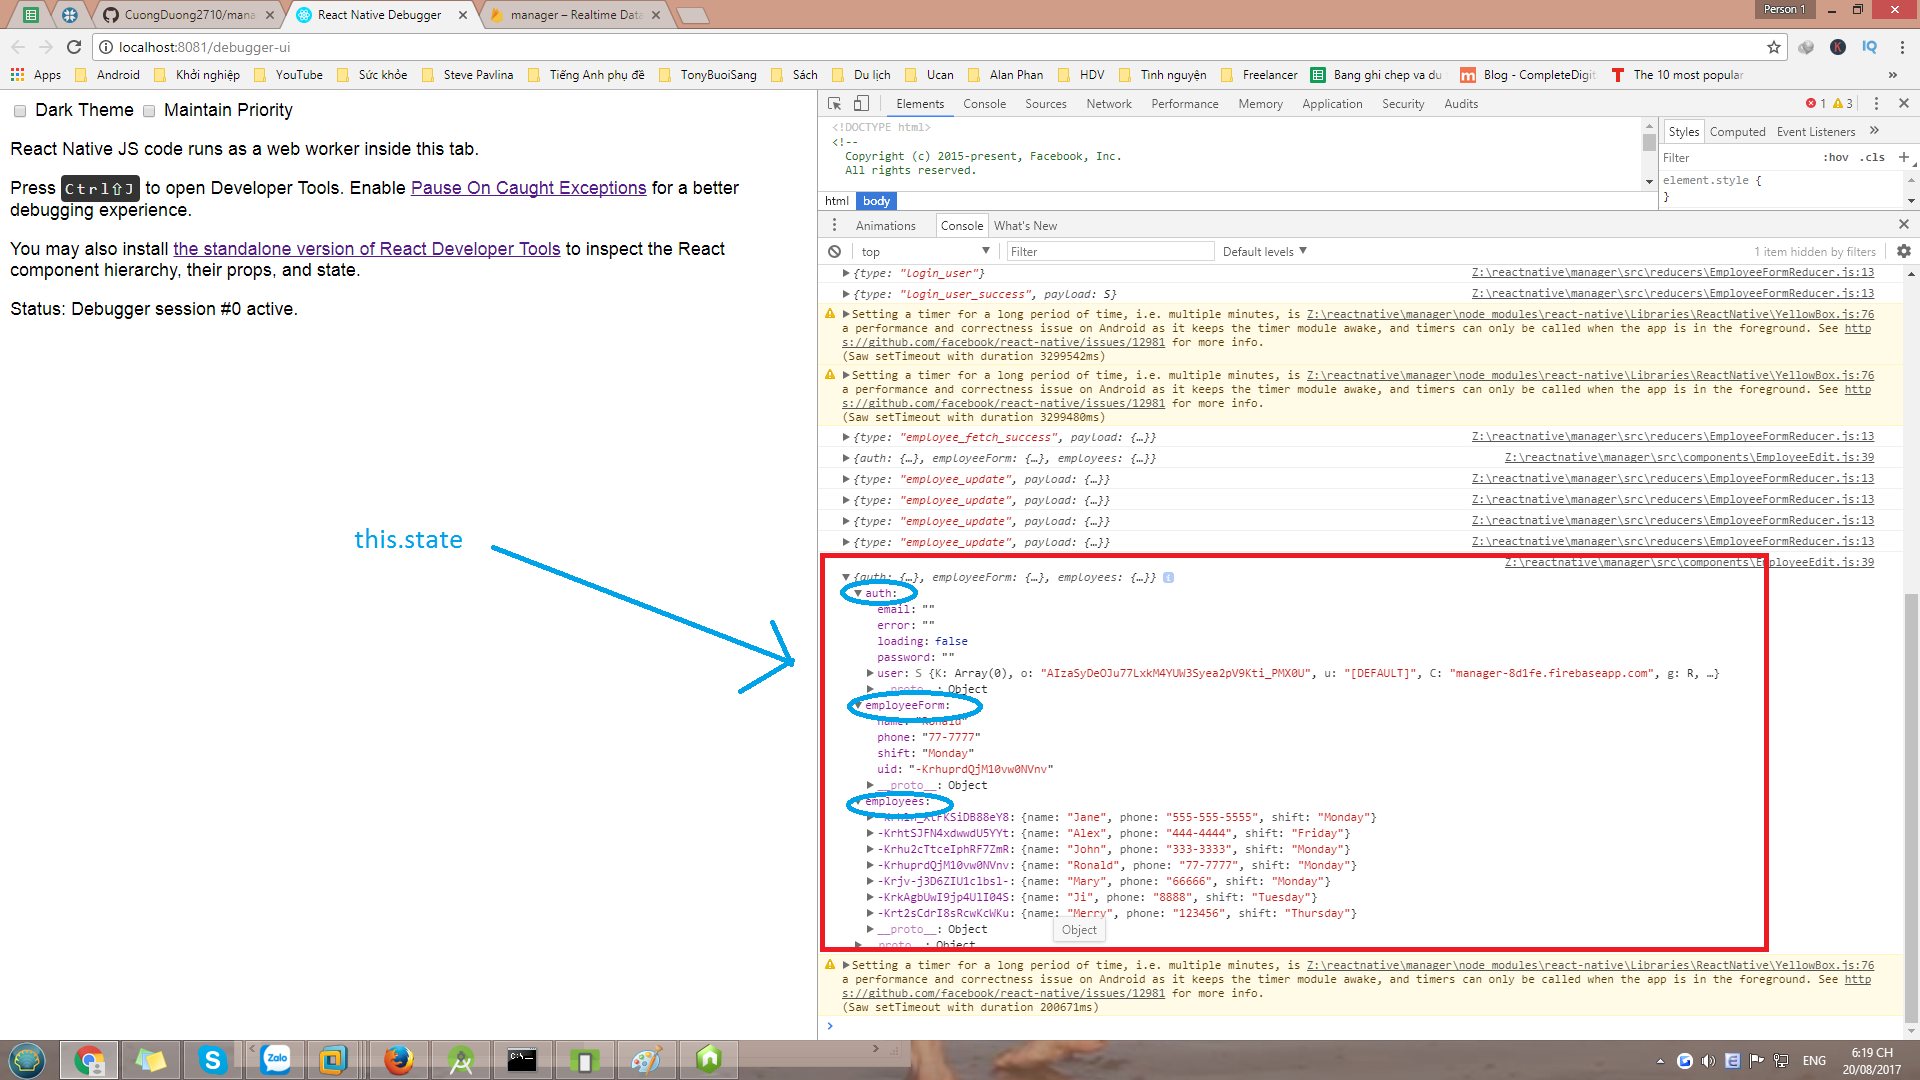 CuongDuong2710/mana
React Native Debugger
manager – Realtime Data
Person 1
localhost:8081/debugger-ui
Apps
Android
Khởi nghiệp
YouTube
Sức khỏe
Steve Pavlina
Tiếng Anh phụ đề
TonyBuoiSang
Sách
Du lịch
Ucan
Alan Phan
HDV
Tình nguyện
Freelancer
Bang ghi chep va du
Blog - CompleteDigit
The 10 most popular
Dark Theme
Maintain Priority
React Native JS code runs as a web worker inside this tab.
Press Ctrl⇧J to open Developer Tools. Enable Pause On Caught Exceptions for a better
debugging experience.
You may also install the standalone version of React Developer Tools to inspect the React
component hierarchy, their props, and state.
Status: Debugger session #0 active.
this.state
Elements Console Sources Network Performance Memory Application Security Audits
1 3
<!DOCTYPE html>
<!--
Copyright (c) 2015-present, Facebook, Inc.
All rights reserved.
html body
Styles Computed Event Listeners
Filter :hov .cls
element.style {
}
Animations Console What's New
top Filter Default levels 1 item hidden by filters
{type: "login_user"} Z:\reactnative\manager\src\reducers\EmployeeFormReducer.js:13
{type: "login_user_success", payload: S} Z:\reactnative\manager\src\reducers\EmployeeFormReducer.js:13
Setting a timer for a long period of time, i.e. multiple minutes, is Z:\reactnative\manager\node_modules\react-native\Libraries\ReactNative\YellowBox.js:76
a performance and correctness issue on Android as it keeps the timer module awake, and timers can only be called when the app is in the foreground. See http
s://github.com/facebook/react-native/issues/12981 for more info.
(Saw setTimeout with duration 3299542ms)
Setting a timer for a long period of time, i.e. multiple minutes, is Z:\reactnative\manager\node_modules\react-native\Libraries\ReactNative\YellowBox.js:76
a performance and correctness issue on Android as it keeps the timer module awake, and timers can only be called when the app is in the foreground. See http
s://github.com/facebook/react-native/issues/12981 for more info.
(Saw setTimeout with duration 3299480ms)
{type: "employee_fetch_success", payload: {…}} Z:\reactnative\manager\src\reducers\EmployeeFormReducer.js:13
{auth: {…}, employeeForm: {…}, employees: {…}} Z:\reactnative\manager\src\components\EmployeeEdit.js:39
{type: "employee_update", payload: {…}} Z:\reactnative\manager\src\reducers\EmployeeFormReducer.js:13
{type: "employee_update", payload: {…}} Z:\reactnative\manager\src\reducers\EmployeeFormReducer.js:13
{type: "employee_update", payload: {…}} Z:\reactnative\manager\src\reducers\EmployeeFormReducer.js:13
{type: "employee_update", payload: {…}} Z:\reactnative\manager\src\reducers\EmployeeFormReducer.js:13
Z:\reactnative\manager\src\components\EmployeeEdit.js:39
{auth: {…}, employeeForm: {…}, employees: {…}}
auth:
email: ""
error: ""
loading: false
password: ""
user: S {K: Array(0), o: "AIzaSyDeOJu77LxkM4YUW3Syea2pV9Kti_PMX0U", u: "[DEFAULT]", C: "manager-8d1fe.firebaseapp.com", g: R, …}
__proto__: Object
employeeForm:
name: "Ronald"
phone: "77-7777"
shift: "Monday"
uid: "-KrhuprdQjM10vw0NVnv"
__proto__: Object
employees:
{name: "Jane", phone: "555-555-5555", shift: "Monday"}
-KrhtSJFN4xdwwdU5YYt: {name: "Alex", phone: "444-4444", shift: "Friday"}
-Krhu2cTtceIphRF7ZmR: {name: "John", phone: "333-3333", shift: "Monday"}
-KrhuprdQjM10vw0NVnv: {name: "Ronald", phone: "77-7777", shift: "Monday"}
-Krjv-j3D6ZIU1clbsl-: {name: "Mary", phone: "66666", shift: "Monday"}
-KrkAgbUwI9jp4UlI04S: {name: "Ji", phone: "8888", shift: "Tuesday"}
-Krt2sCdrI8sRcwKcWKu: {name: "Merry", phone: "123456", shift: "Thursday"}
__proto__: Object
__proto__: Object
Object
Setting a timer for a long period of time, i.e. multiple minutes, is Z:\reactnative\manager\node_modules\react-native\Libraries\ReactNative\YellowBox.js:76
a performance and correctness issue on Android as it keeps the timer module awake, and timers can only be called when the app is in the foreground. See http
s://github.com/facebook/react-native/issues/12981 for more info.
(Saw setTimeout with duration 200671ms)
Zalo
ENG
6:19 CH
20/08/2017